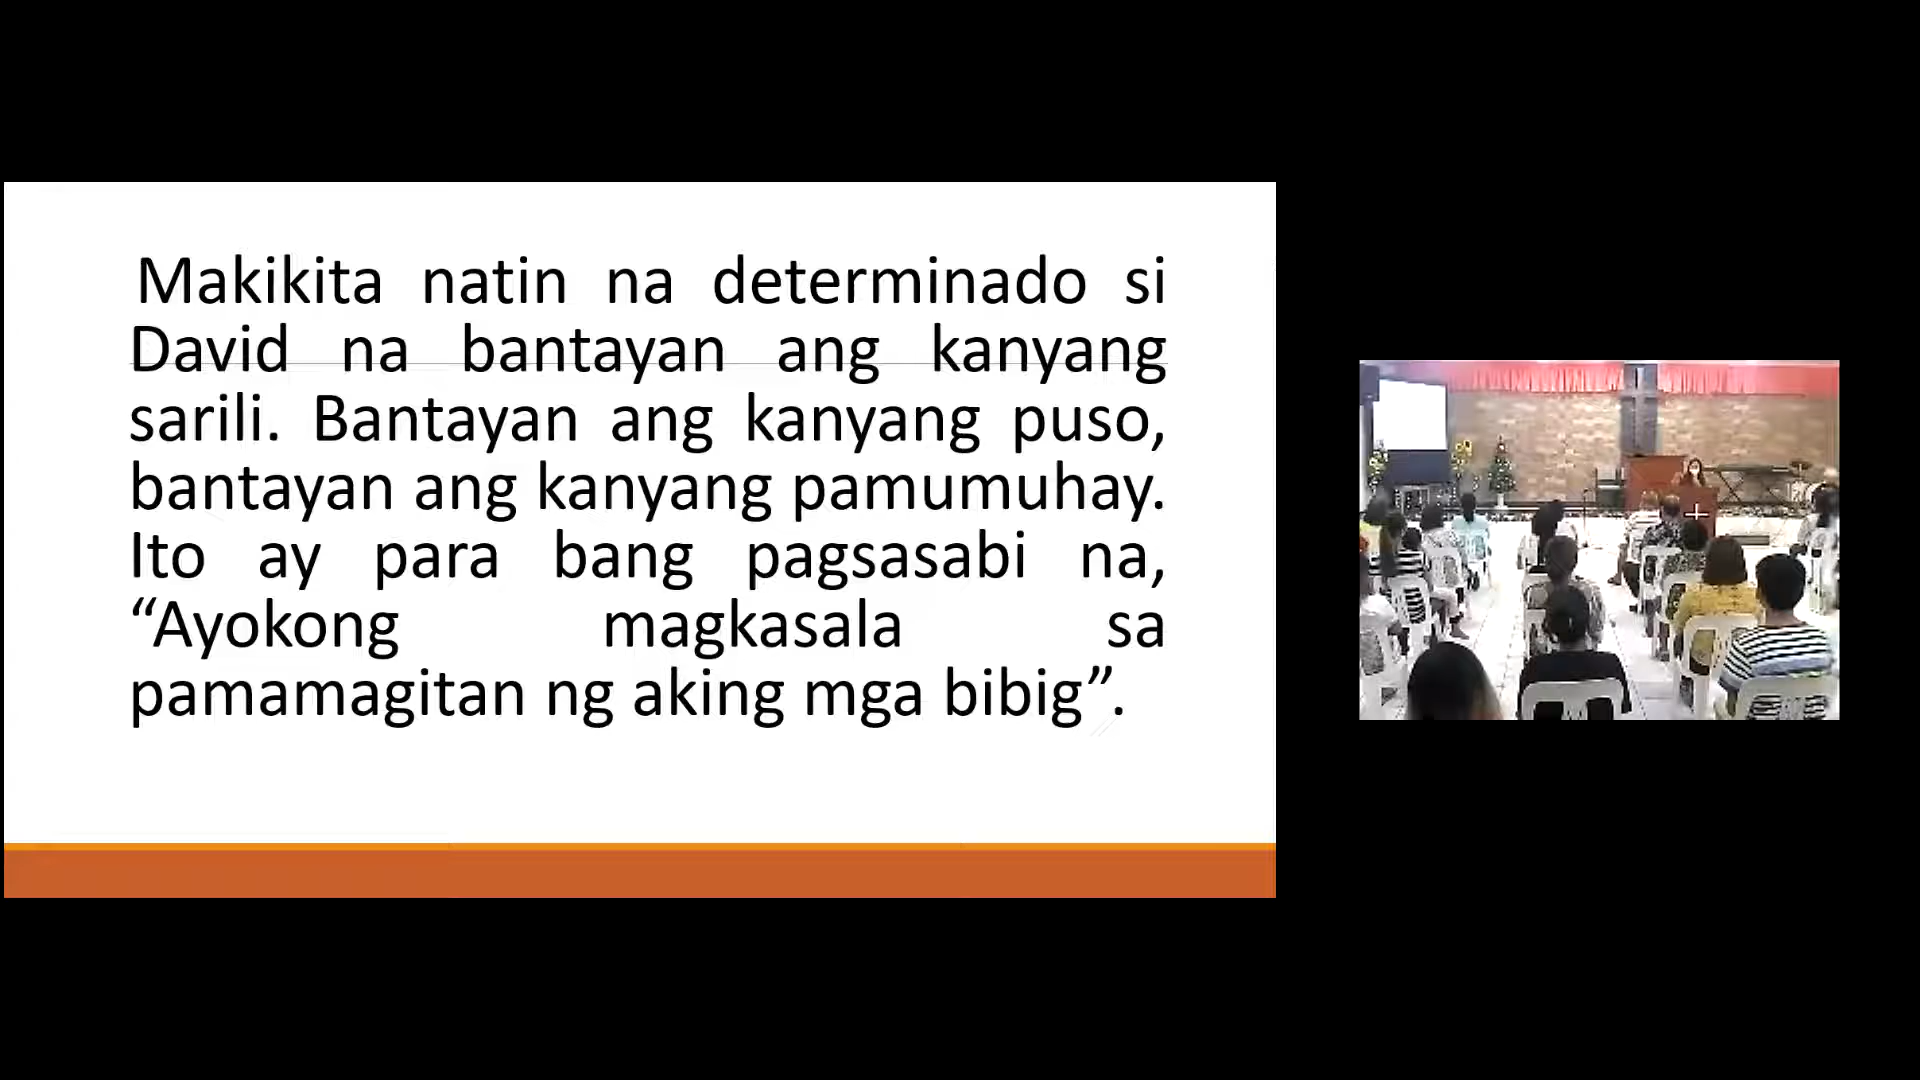 Makikita natin na determinado si
David na bantayan ang kanyang
sarili. Bantayan ang kanyang puso,
bantayan ang kanyang pamumuhay.
Ito ay para bang pagsasabi na,
“Ayokong magkasala sa
pamamagitan ng aking mga bibig”.